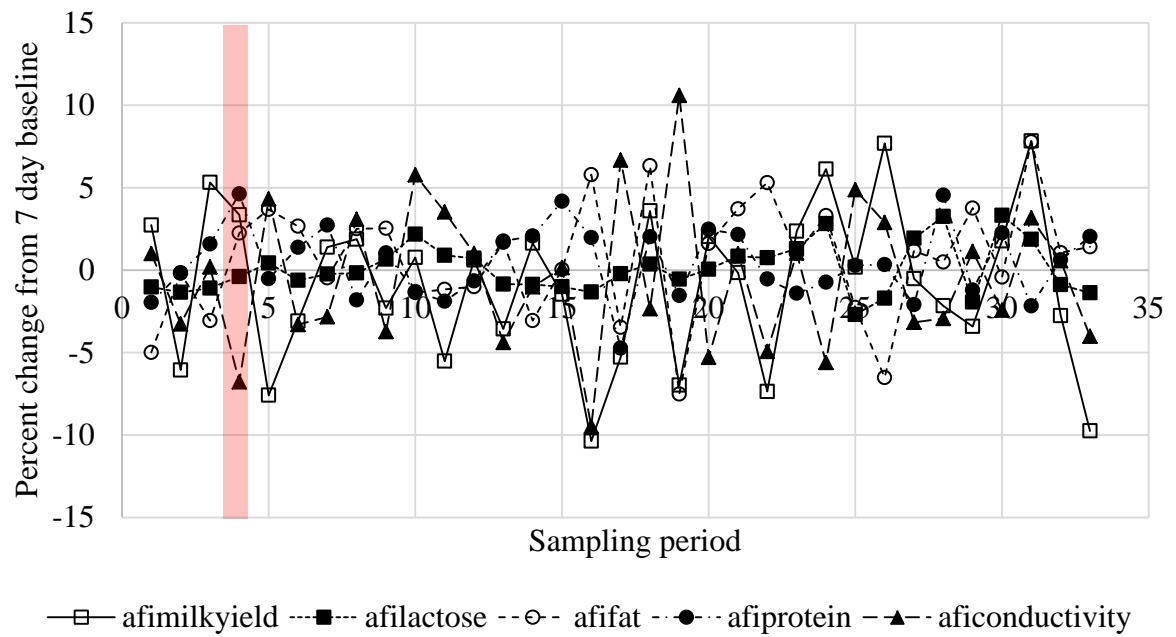 15
10
5
0
-5
-10
-15
0 5 10 15 20 25 30 35
Percent change from 7 day baseline
Sampling period
afimilkyield afilactose afifat afiprotein aficonductivity